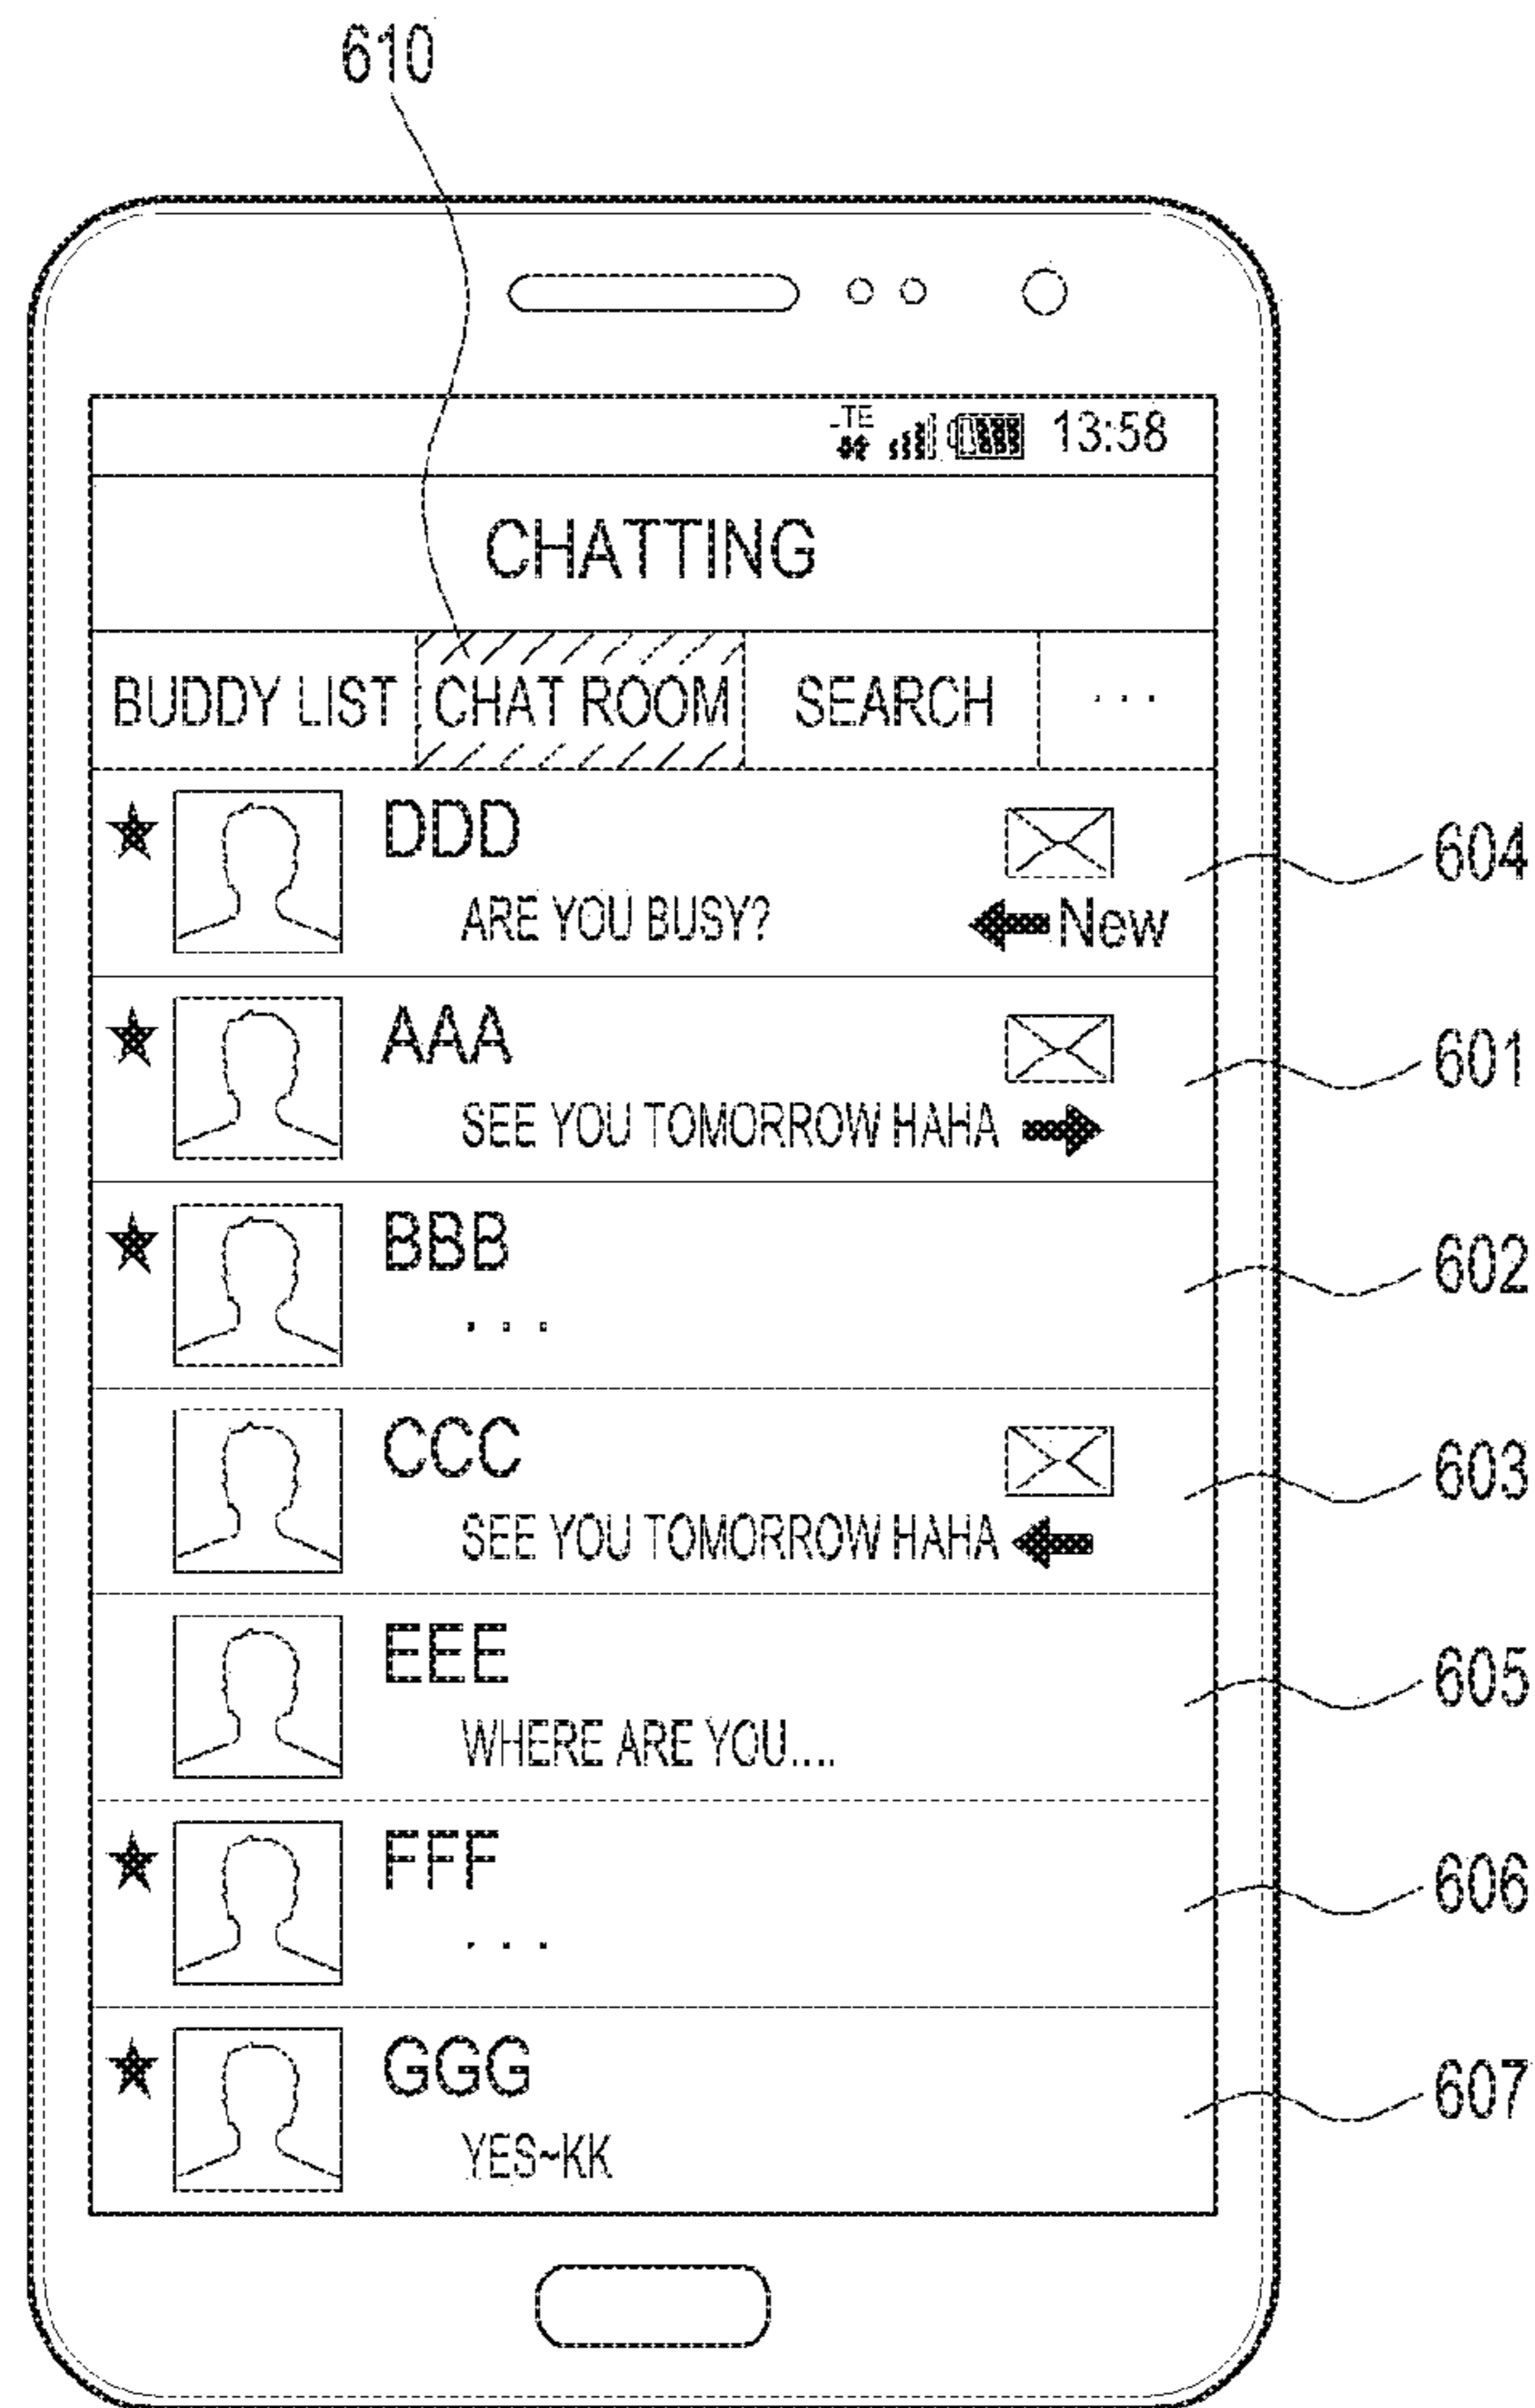 610
LTE 13:58
CHATTING
BUDDY LIST CHAT ROOM SEARCH ...
DDD
604
ARE YOU BUSY? New
AAA
601
SEE YOU TOMORROW HAHA
BBB
602
...
CCC
603
SEE YOU TOMORROW HAHA
EEE
605
WHERE ARE YOU....
FFF
606
...
GGG
607
YES~KK